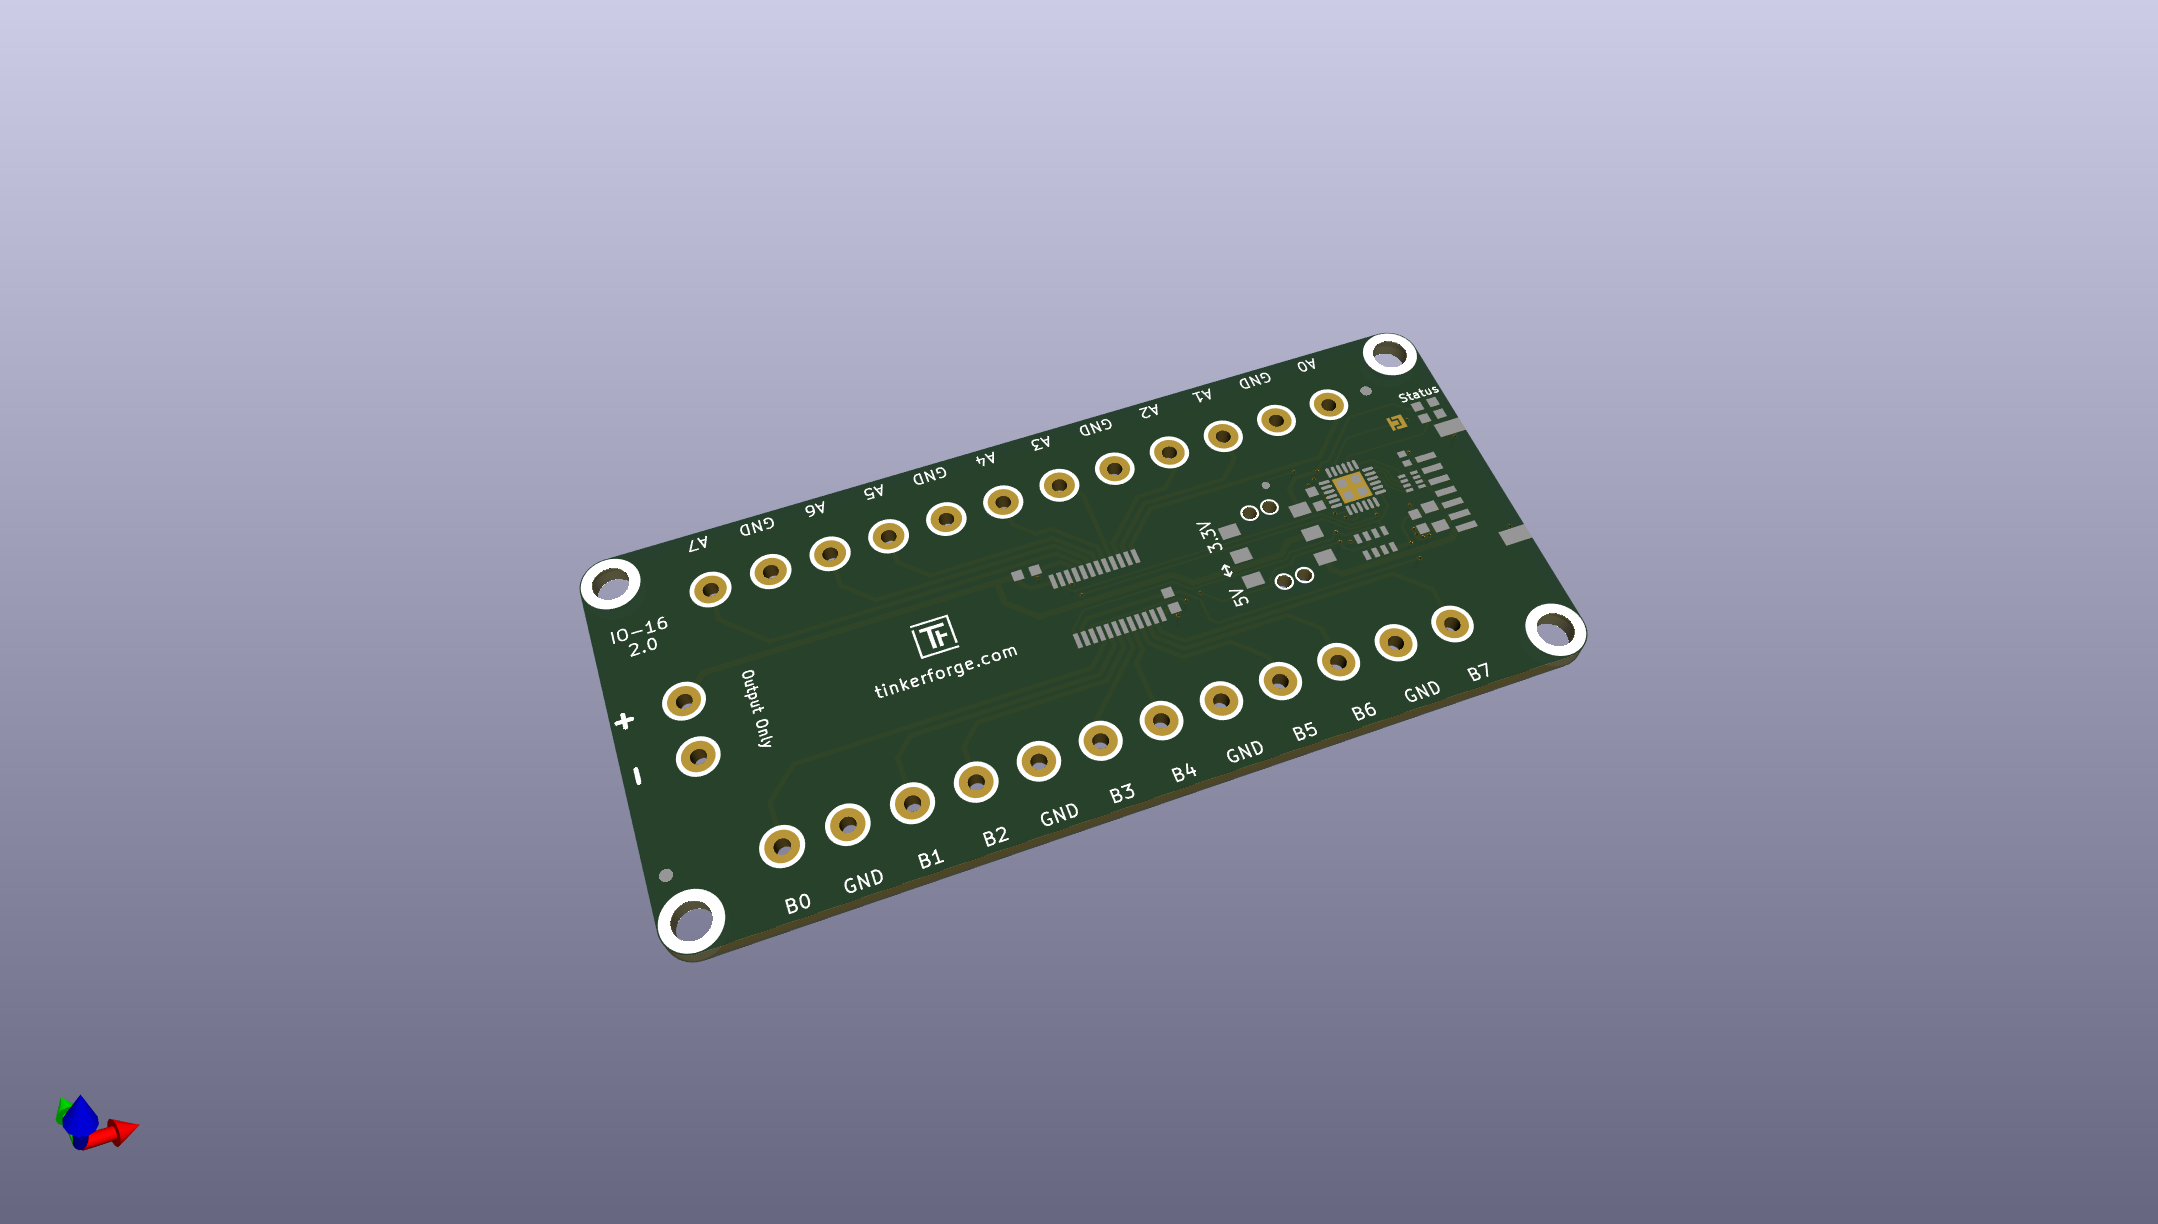 A7 GND A6 A5 GND A4 A3 GND A2 A1 GND A0
Status
IO-16
2.0
3.3V
↔
5V
TF
tinkerforge.com
Output Only
+
-
B0 GND B1 B2 GND B3 B4 GND B5 B6 GND B7